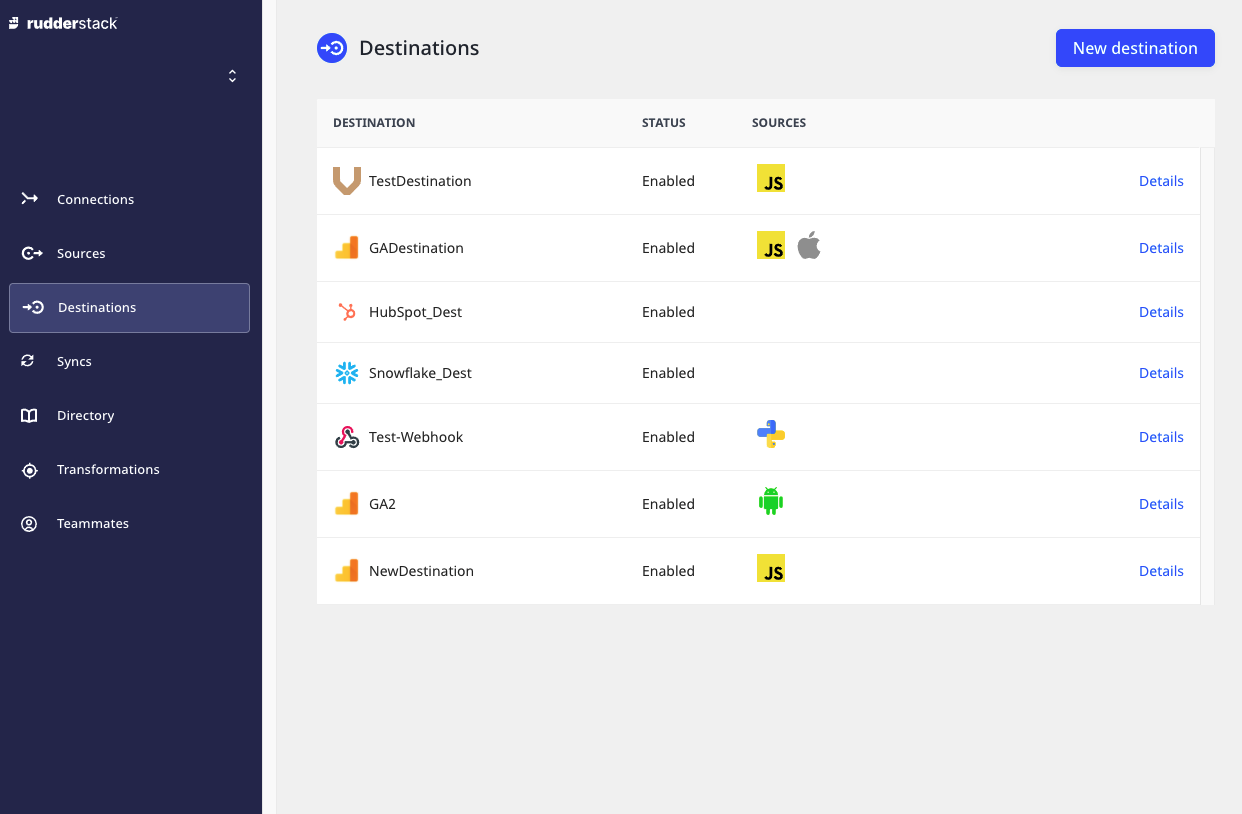 rudderstack
Connections
Sources
Destinations
Syncs
Directory
Transformations
Teammates
Destinations
New destination
DESTINATION STATUS SOURCES
TestDestination Enabled JS Details
GADestination Enabled JS Details
HubSpot_Dest Enabled Details
Snowflake_Dest Enabled Details
Test-Webhook Enabled Details
GA2 Enabled Details
NewDestination Enabled JS Details